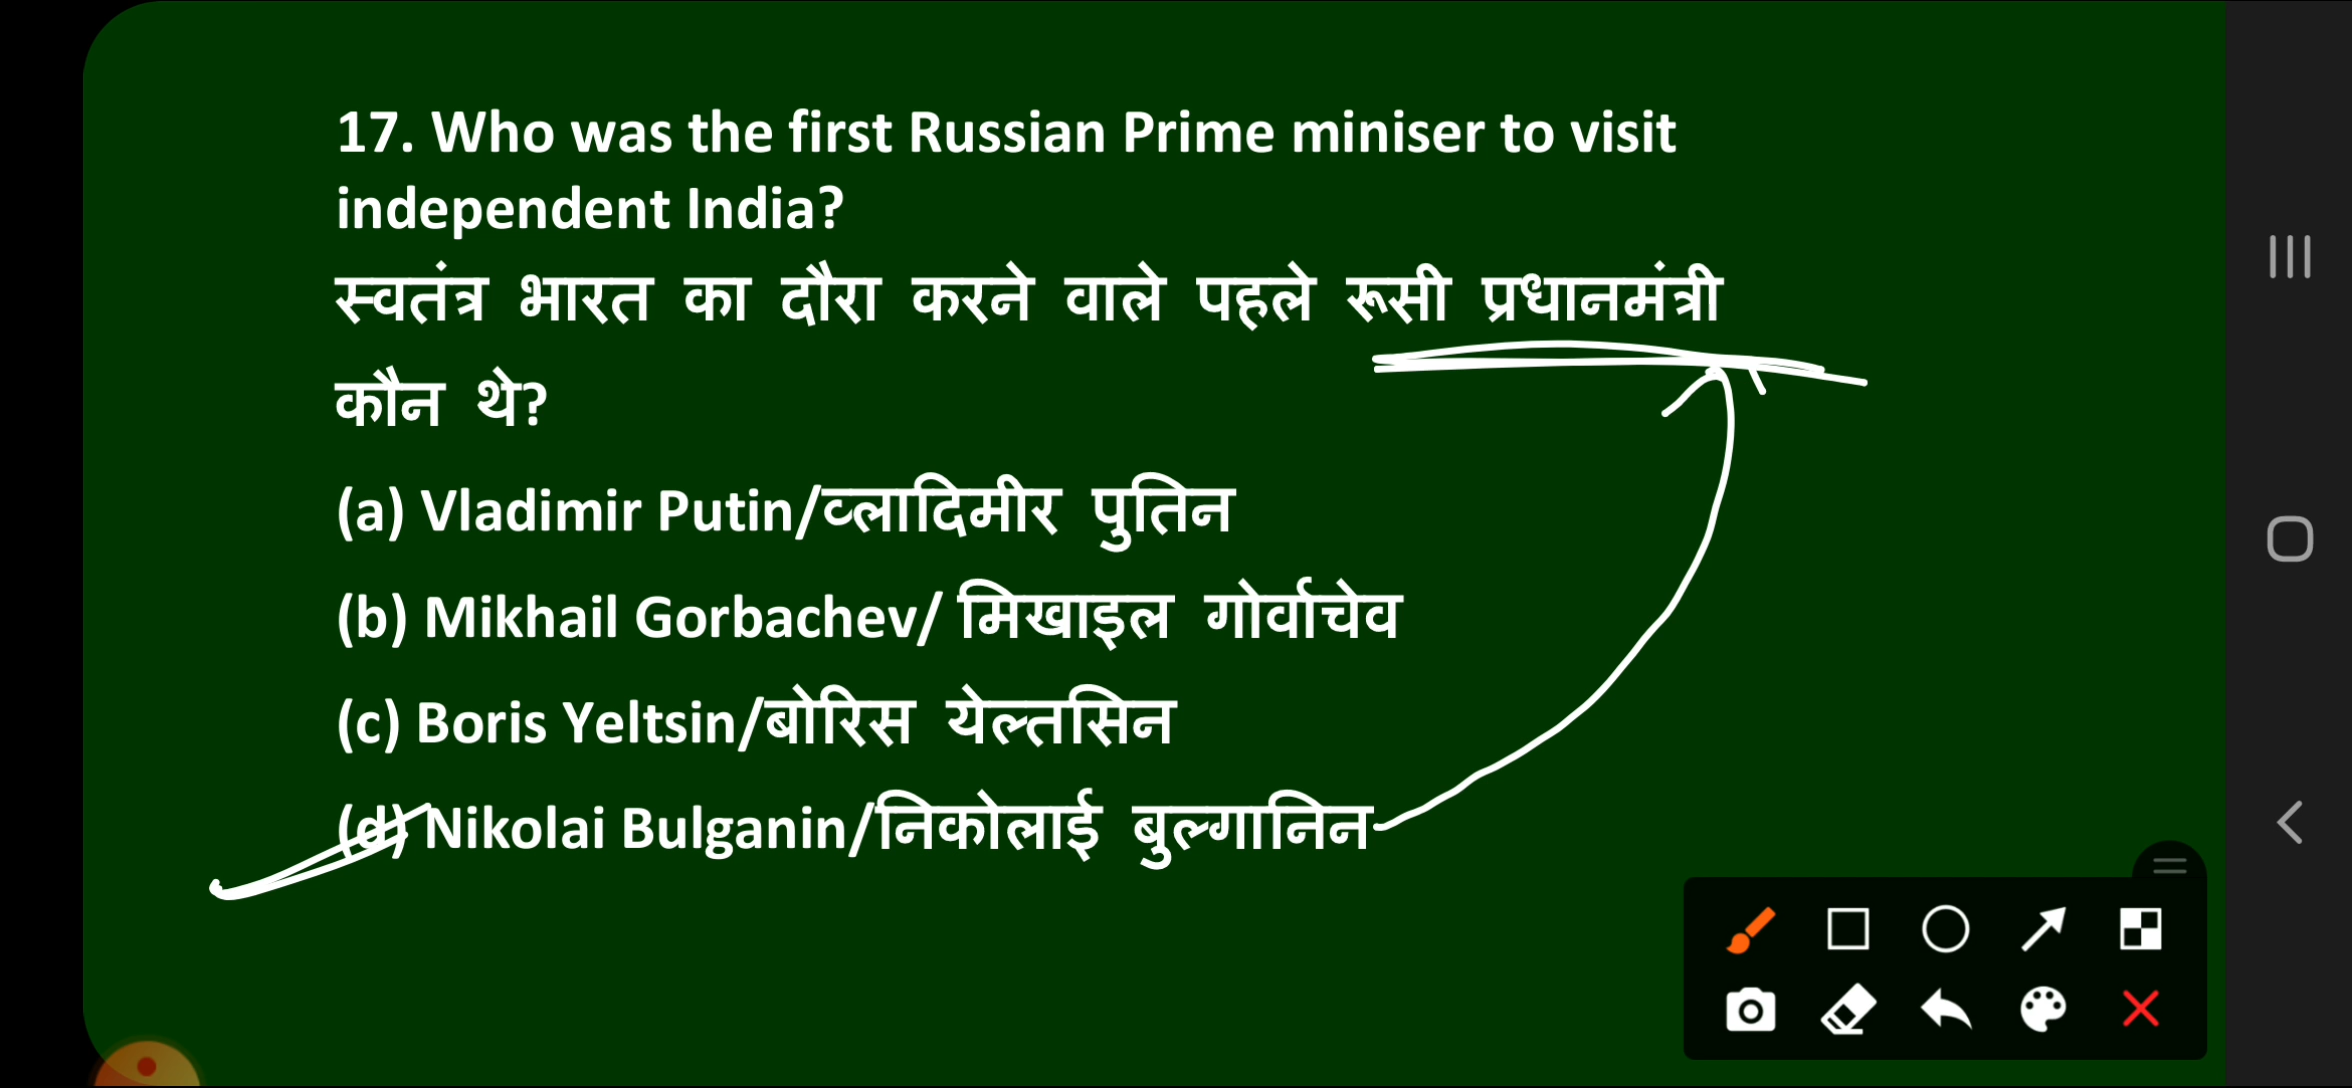 17. Who was the first Russian Prime miniser to visit
independent India?
स्वतंत्र भारत का दौरा करने वाले पहले रूसी प्रधानमंत्री
कौन थे?
(a) Vladimir Putin/व्लादिमीर पुतिन
(b) Mikhail Gorbachev/ मिखाइल गोर्वाचेव
(c) Boris Yeltsin/बोरिस येल्तसिन
(d) Nikolai Bulganin/निकोलाई बुल्गानिन